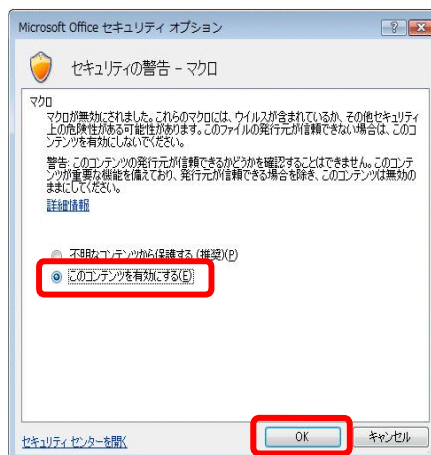 Microsoft Office セキュリティ オプション
セキュリティの警告 - マクロ
マクロ
マクロが無効にされました。これらのマクロには、ウイルスが含まれているか、その他セキュリティ
上の危険性がある可能性があります。このファイルの発行元が信頼できない場合は、このコ
ンテンツを有効にしないでください。
警告: このコンテンツの発行元が信頼できるかどうかを確認することはできません。このコンテ
ンツが重要な機能を備えており、発行元が信頼できる場合を除き、このコンテンツは無効の
ままにしてください。
詳細情報
不明なコンテンツから保護する (推奨)(P)
このコンテンツを有効にする(E)
セキュリティ センターを開く
OK
キャンセル